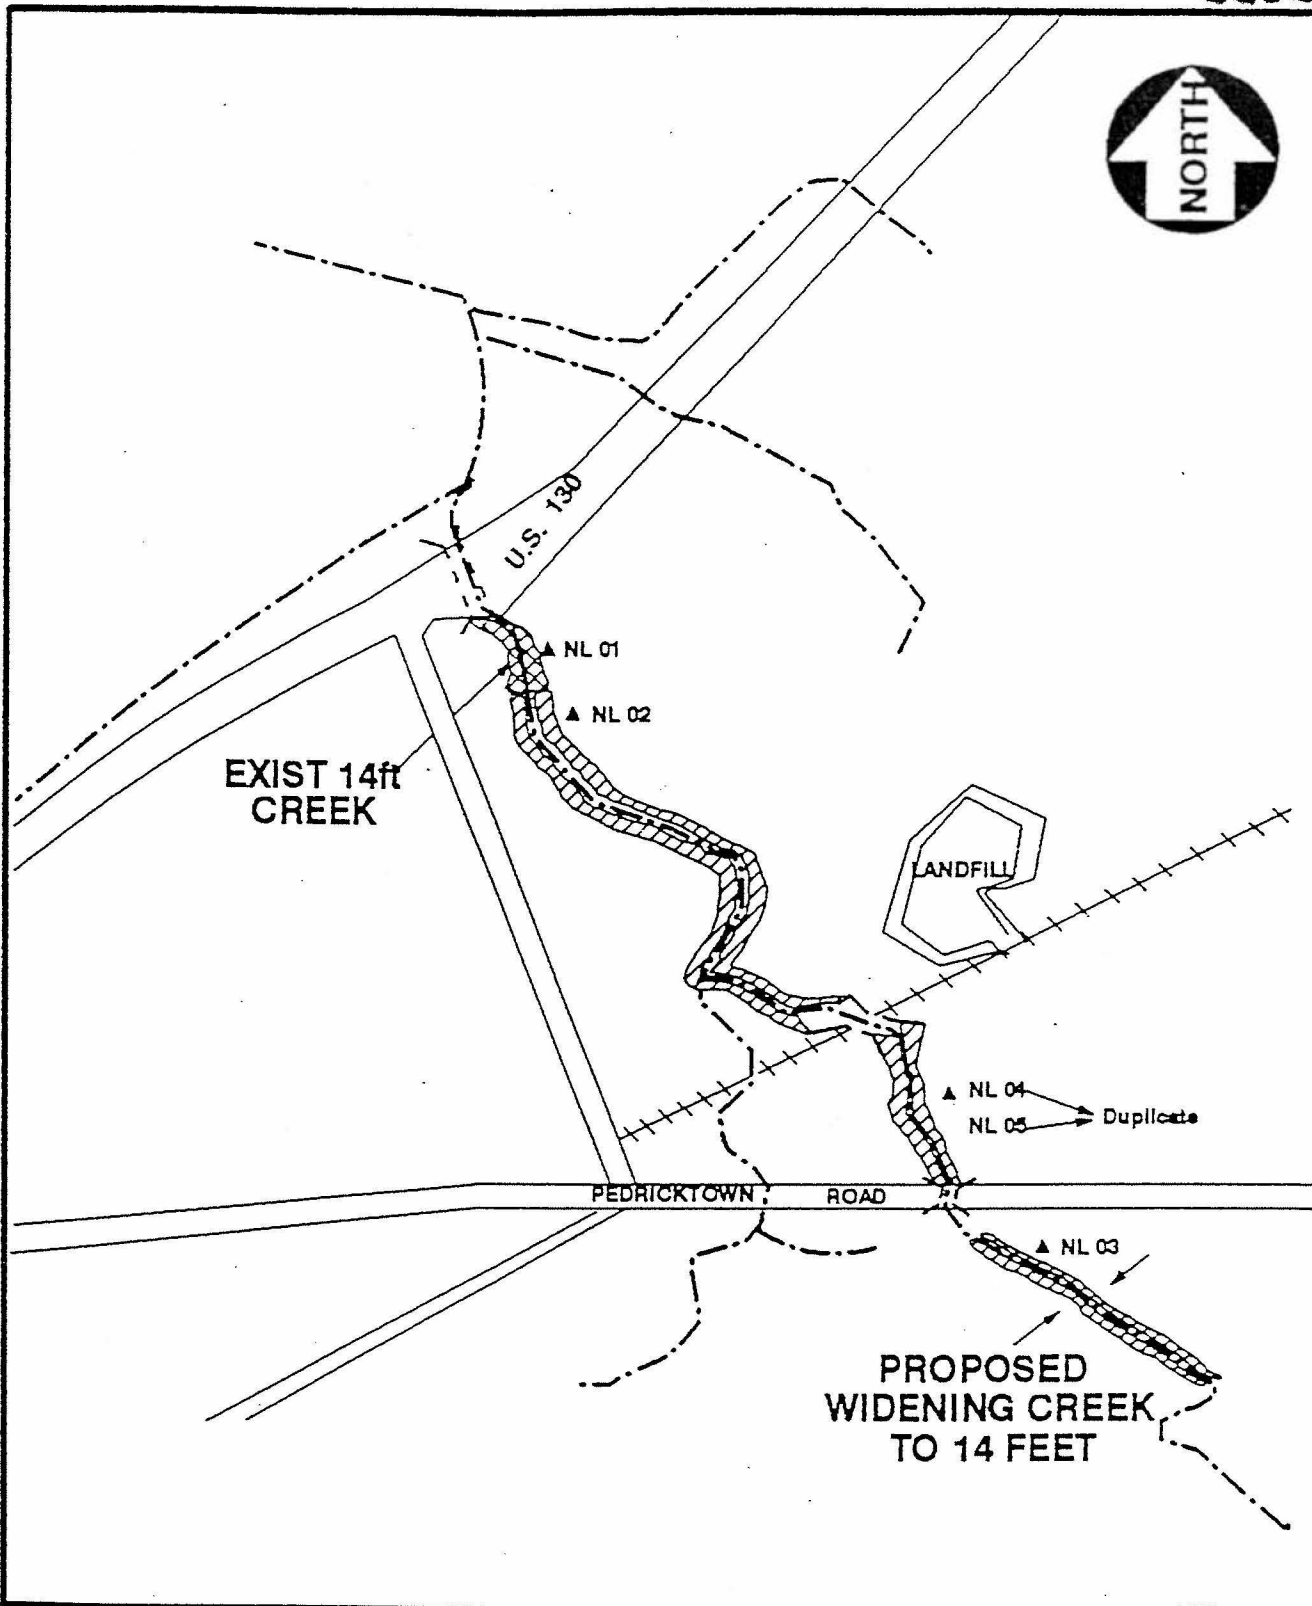 NORTH
U.S. 130
NL 01
NL 02
EXIST 14ft
CREEK
LANDFILL
NL 04
NL 05
Duplicate
PEDRICKTOWN ROAD
NL 03
PROPOSED
WIDENING CREEK
TO 14 FEET